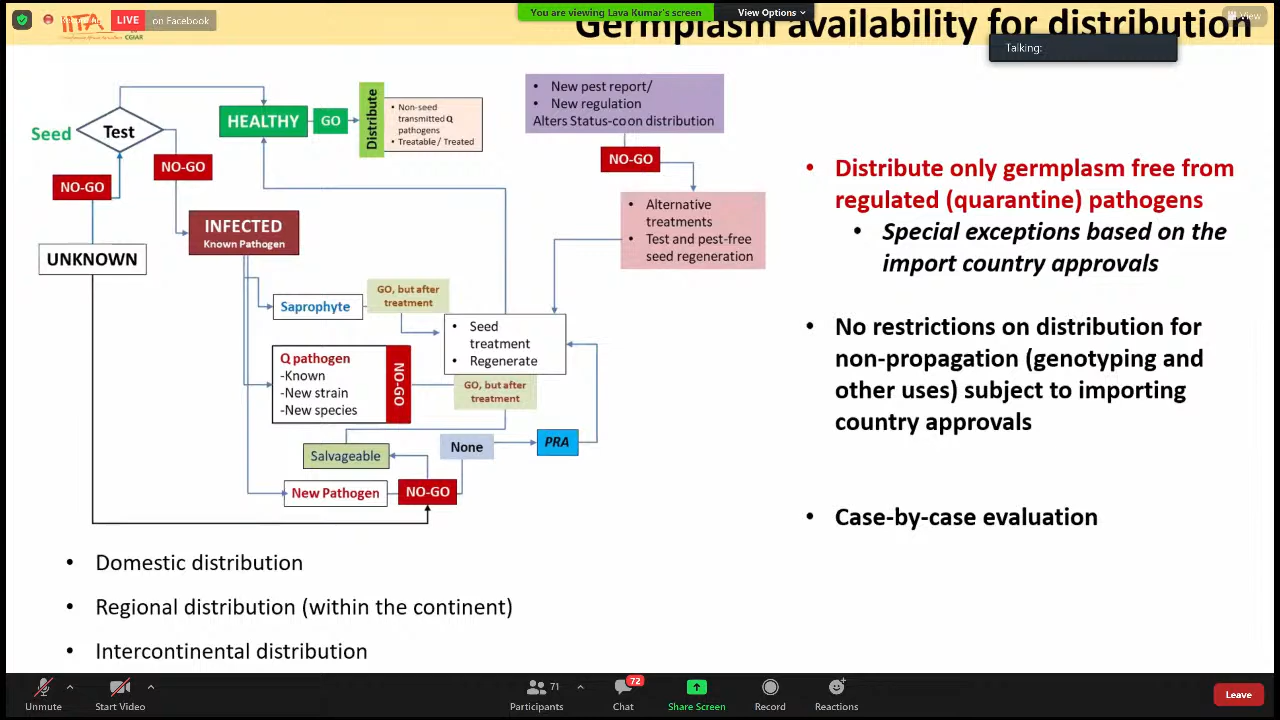 LIVE
on Facebook
IITA
CGIAR
You are viewing Lava Kumar's screen
View Options
View
Germplasm availability for distribution
Talking:
Seed
Test
NO-GO
NO-GO
UNKNOWN
HEALTHY
GO
Distribute
• Non-seed
transmitted Q
pathogens
• Treatable / Treated
INFECTED
Known Pathogen
Saprophyte
GO, but after
treatment
• Seed
treatment
• Regenerate
Q pathogen
-Known
-New strain
-New species
NO-GO
GO, but after
treatment
Salvageable
None
PRA
New Pathogen
NO-GO
• New pest report/
• New regulation
Alters Status-co on distribution
NO-GO
• Alternative
treatments
• Test and pest-free
seed regeneration
• Distribute only germplasm free from
regulated (quarantine) pathogens
• Special exceptions based on the
import country approvals
• No restrictions on distribution for
non-propagation (genotyping and
other uses) subject to importing
country approvals
• Case-by-case evaluation
• Domestic distribution
• Regional distribution (within the continent)
• Intercontinental distribution
Unmute
Start Video
71
Participants
72
Chat
Share Screen
Record
Reactions
Leave